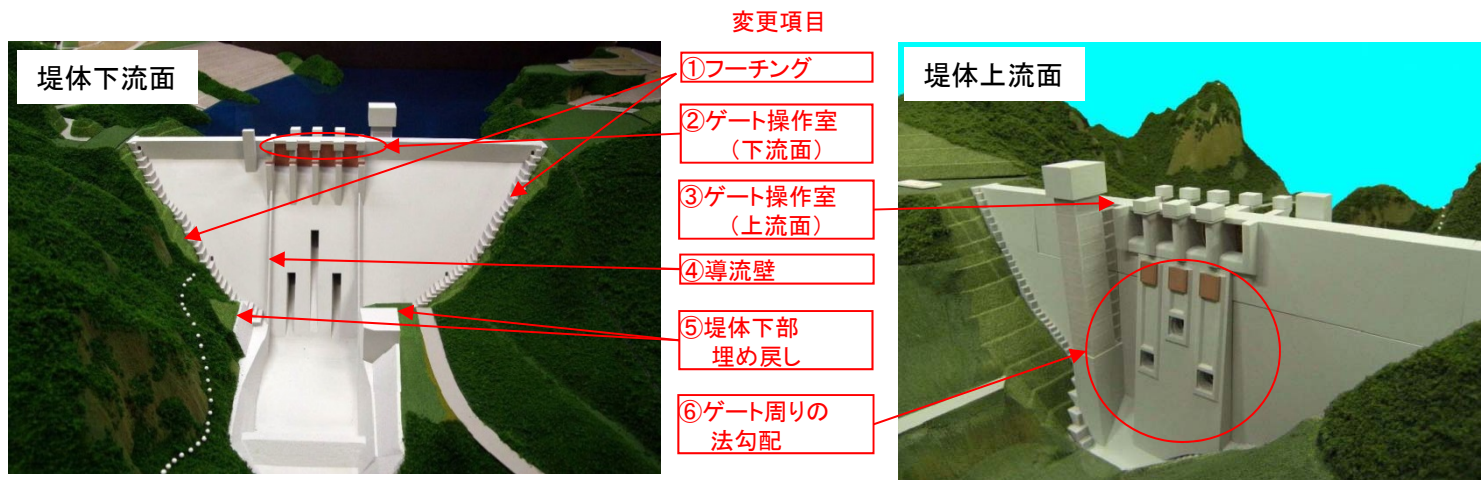 変更項目
堤体下流面
①フーチング
②ゲート操作室
（下流面）
③ゲート操作室
（上流面）
④導流壁
⑤堤体下部
埋め戻し
⑥ゲート周りの
法勾配
堤体上流面